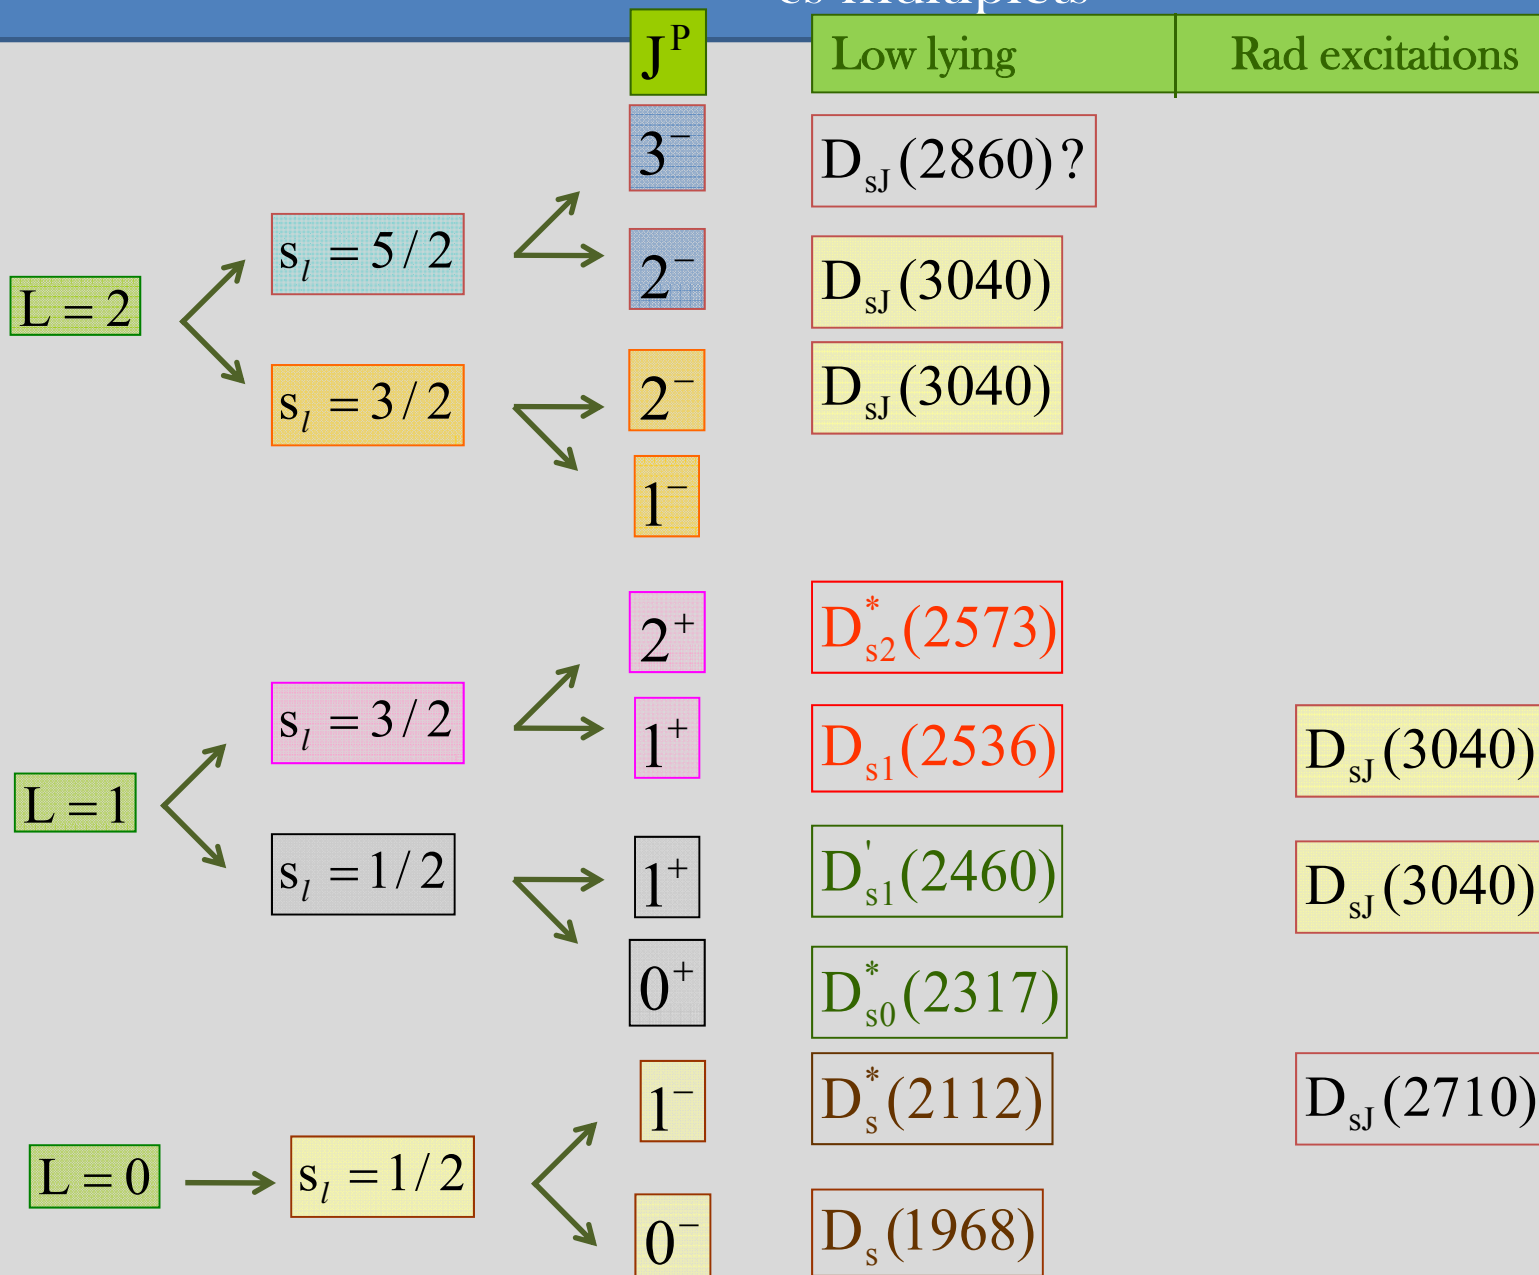 cs multiplets
J^P Low lying Rad excitations
3^− D_sJ(2860)?
s_l = 5/2
2^− D_sJ(3040)
L = 2
s_l = 3/2 2^− D_sJ(3040)
1^−
2^+ D*_s2(2573)
s_l = 3/2 1^+ D_s1(2536) D_sJ(3040)
L = 1
s_l = 1/2 1^+ D'_s1(2460) D_sJ(3040)
0^+ D*_s0(2317)
1^− D*_s(2112) D_sJ(2710)
L = 0 s_l = 1/2
0^− D_s(1968)